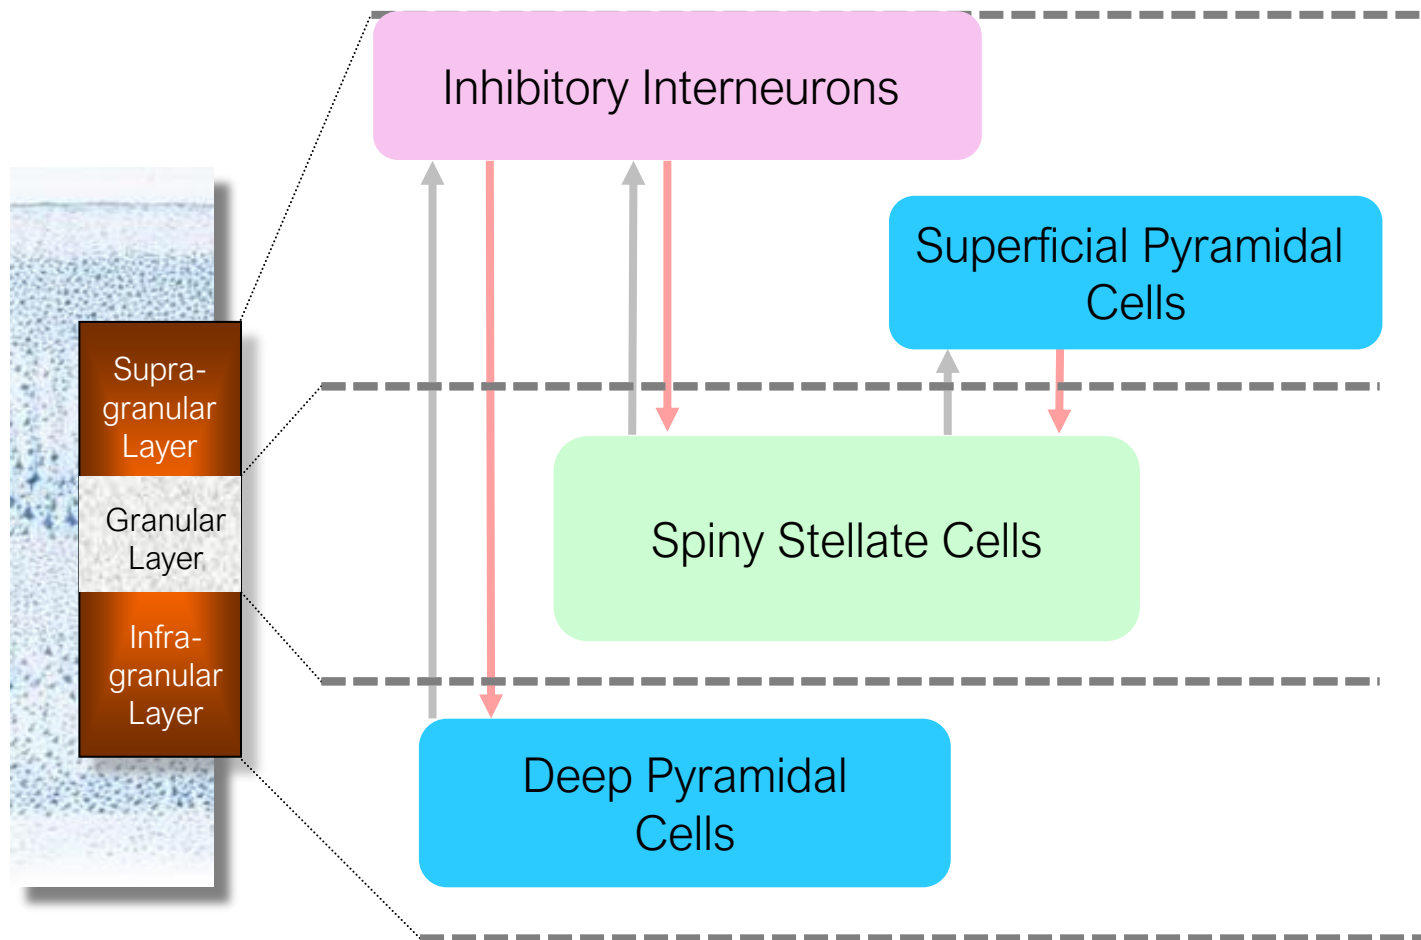 Inhibitory Interneurons
Superficial Pyramidal
Cells
Supra-
granular
Layer
Granular
Layer
Spiny Stellate Cells
Infra-
granular
Layer
Deep Pyramidal
Cells